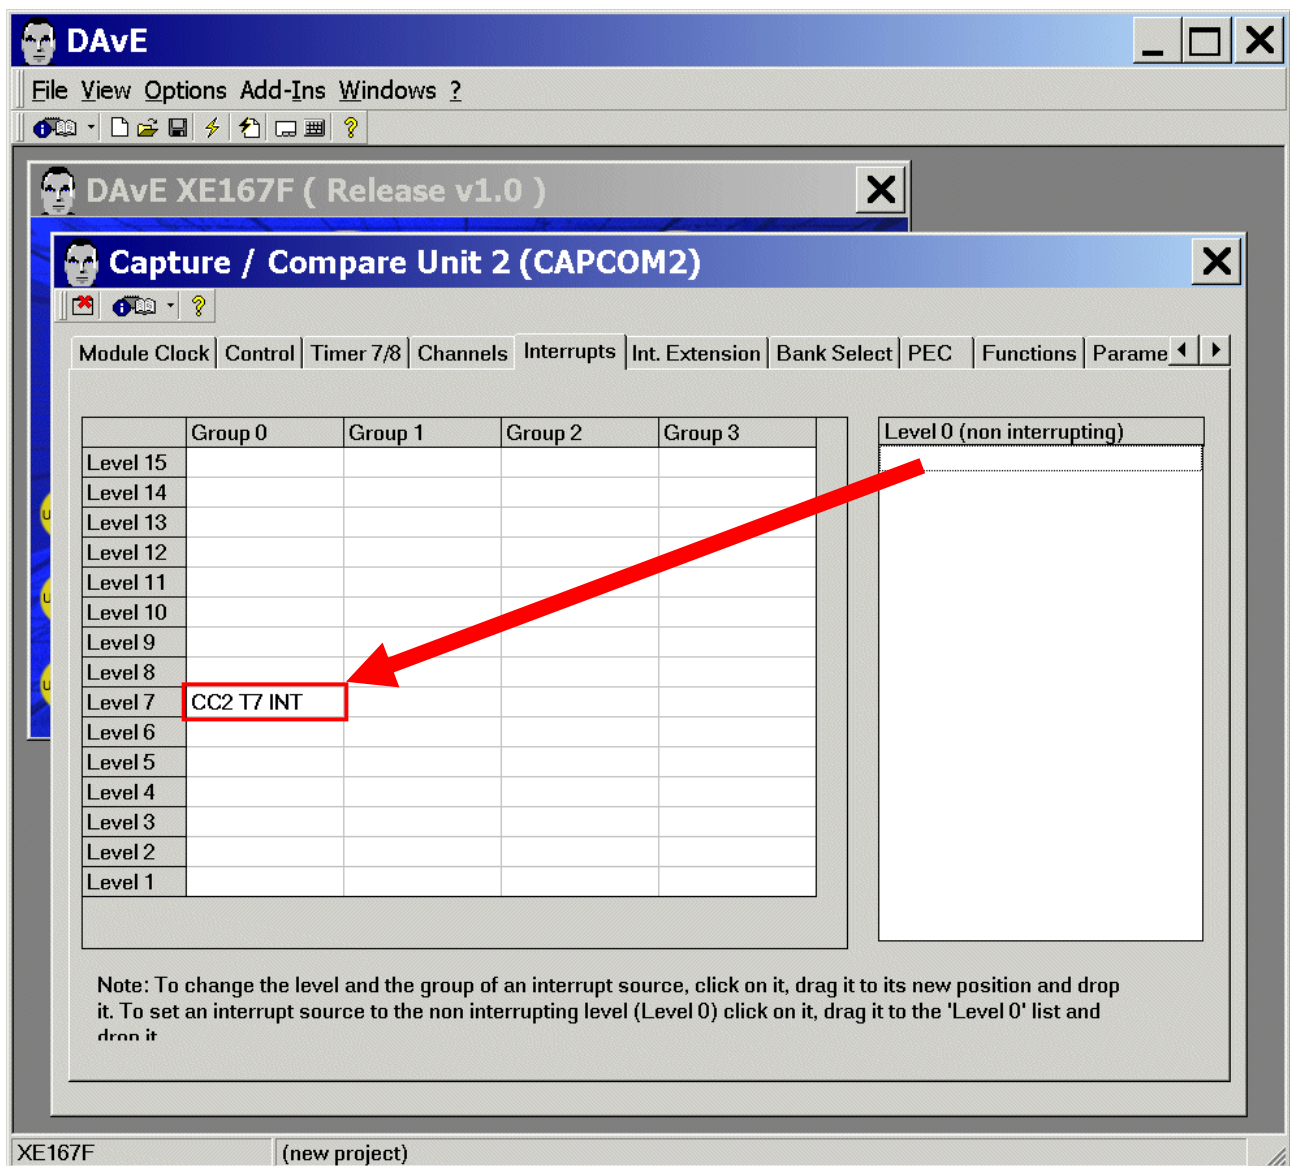 DAvE
File View Options Add-Ins Windows ?
DAvE XE167F ( Release v1.0 )
Capture / Compare Unit 2 (CAPCOM2)
Module Clock Control Timer 7/8 Channels Interrupts Int. Extension Bank Select PEC Functions Parame
Group 0 Group 1 Group 2 Group 3
Level 0 (non interrupting)
Level 15
Level 14
Level 13
Level 12
Level 11
Level 10
Level 9
Level 8
Level 7 CC2 T7 INT
Level 6
Level 5
Level 4
Level 3
Level 2
Level 1
Note: To change the level and the group of an interrupt source, click on it, drag it to its new position and drop
it. To set an interrupt source to the non interrupting level (Level 0) click on it, drag it to the 'Level 0' list and
drop it
XE167F (new project)